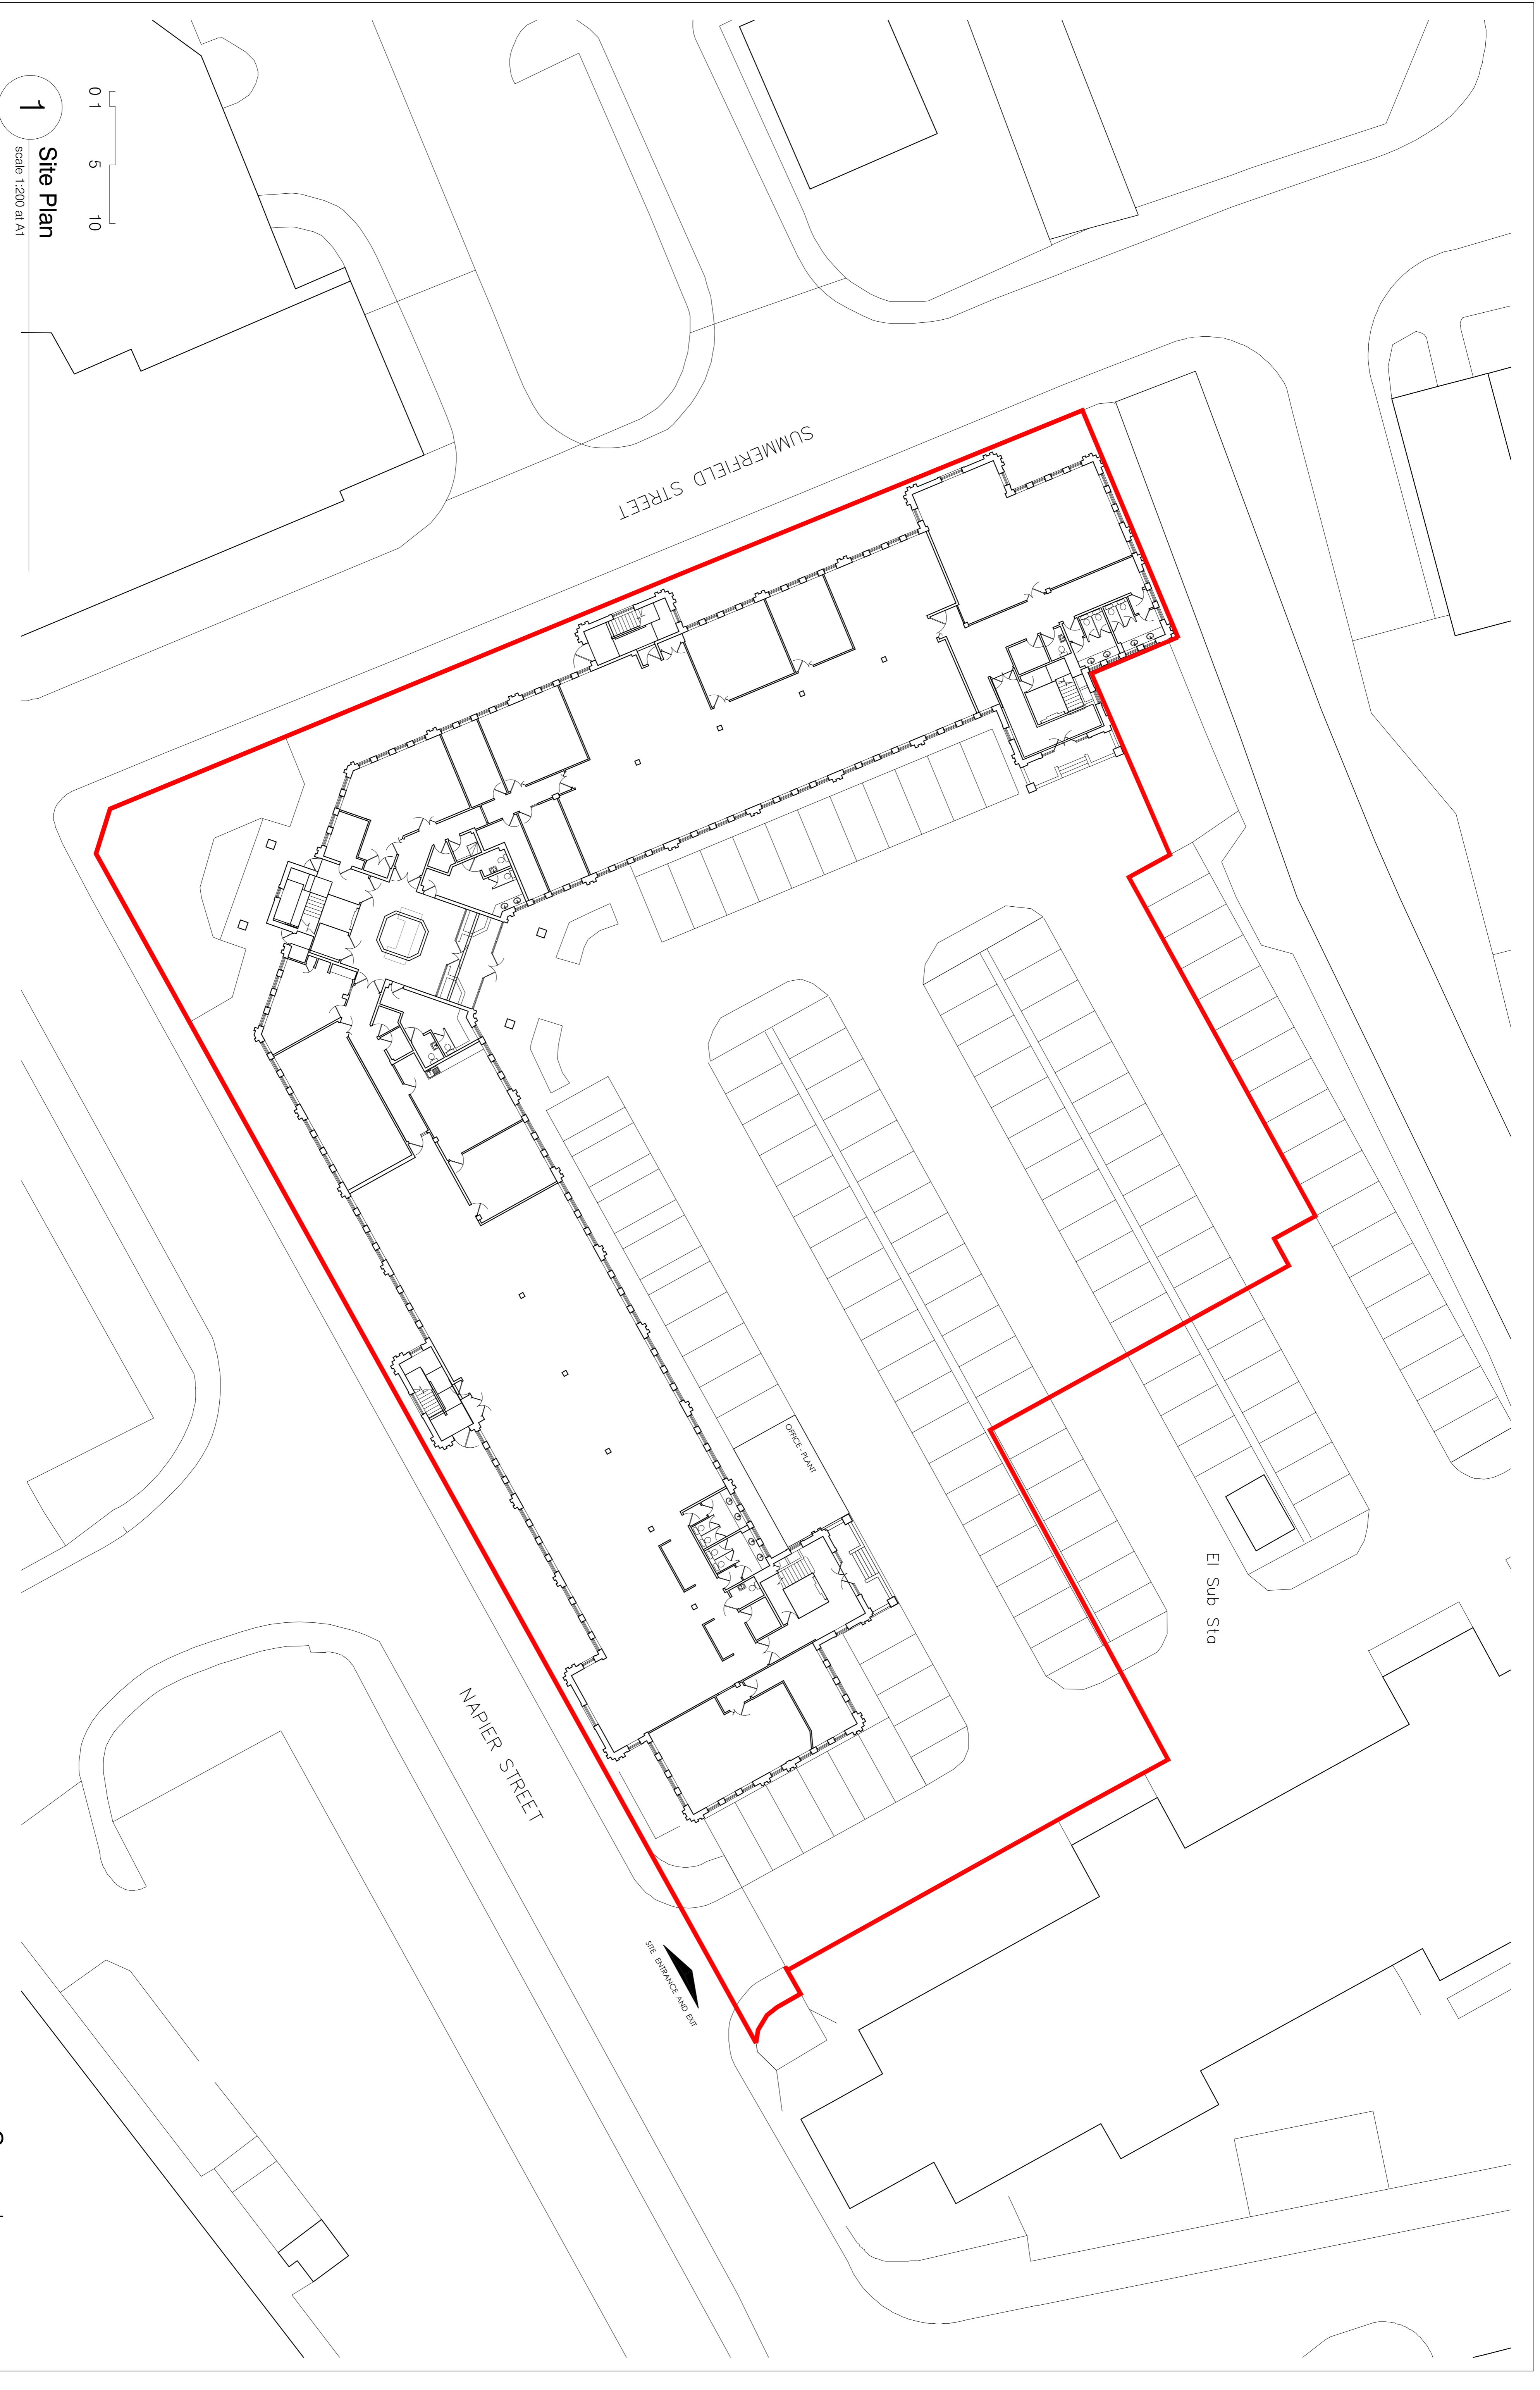 1
Site Plan
scale 1:200 at A1
0 1 5 10
SUMMERFIELD STREET
OFFICE - PLANT
El Sub Sta
NAPIER STREET
SITE ENTRANCE AND EXIT